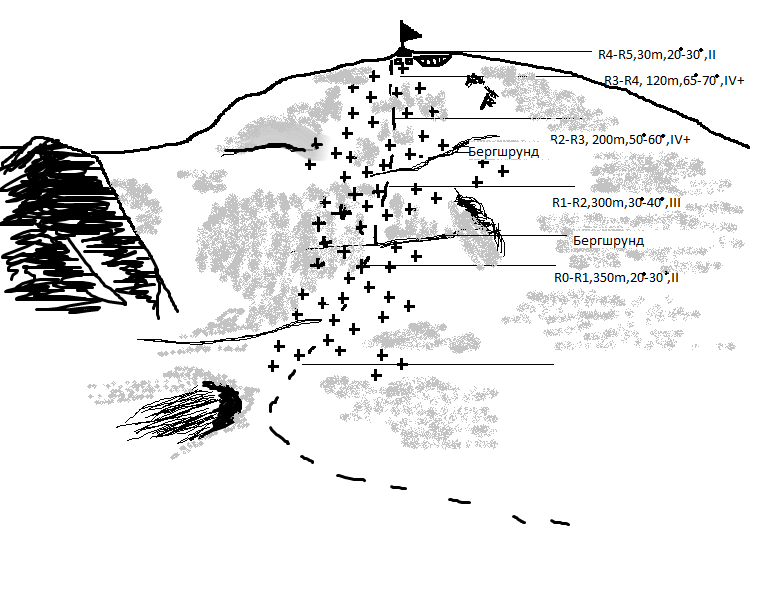 R4-R5,30m,20-30°,II
R3-R4, 120m,65-70°,IV+
R2-R3, 200m,50-60°,IV+
Бергшрунд
R1-R2,300m,30-40°,III
Бергшрунд
R0-R1,350m,20-30°,II